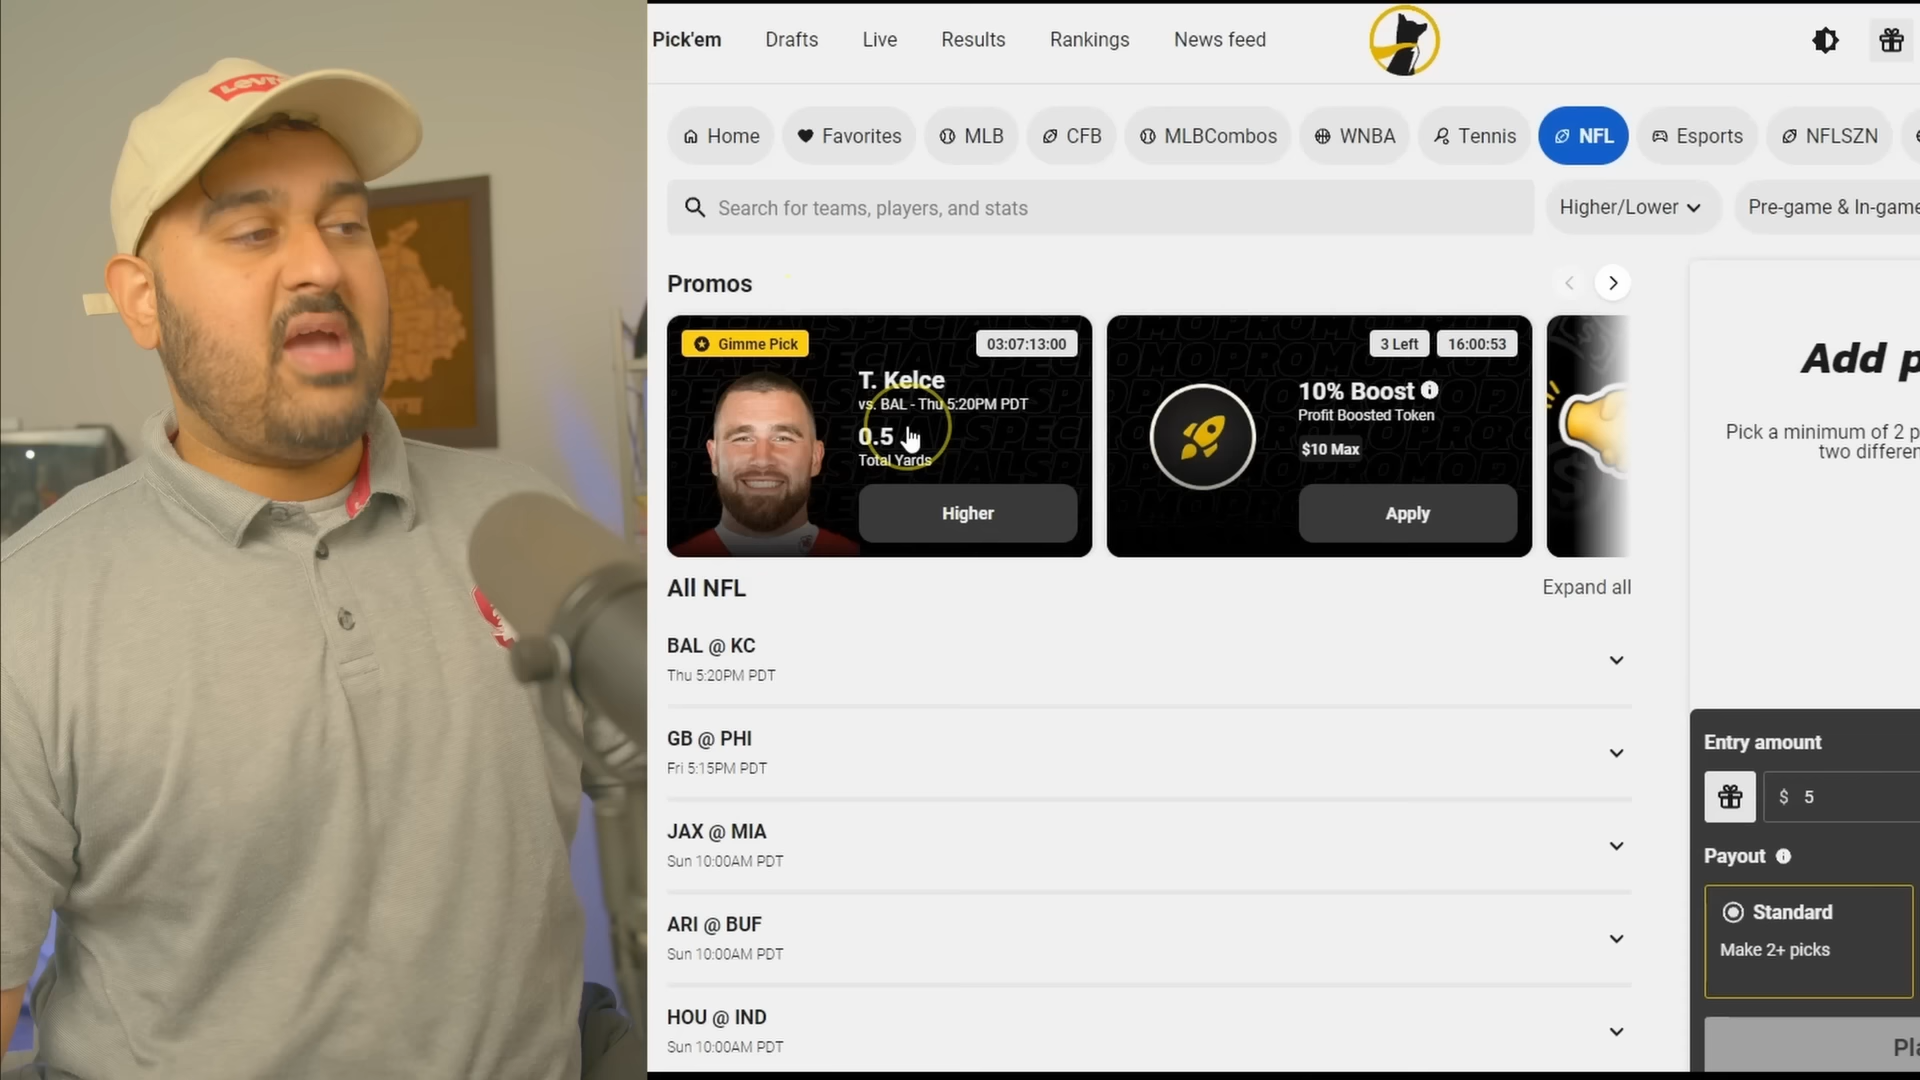 Levi's
Pick'em
Drafts
Live
Results
Rankings
News feed
Home
Favorites
MLB
CFB
MLBCombos
WNBA
Tennis
NFL
Esports
NFLSZN
Search for teams, players, and stats
Higher/Lower
Pre-game & In-game
Promos
Gimme Pick
03:07:13:00
T. Kelce
vs. BAL - Thu 5:20PM PDT
0.5
Total Yards
Higher
3 Left
16:00:53
10% Boost
Profit Boosted Token
$10 Max
Apply
Add p
Pick a minimum of 2 p
two differen
All NFL
Expand all
BAL @ KC
Thu 5:20PM PDT
GB @ PHI
Fri 5:15PM PDT
JAX @ MIA
Sun 10:00AM PDT
ARI @ BUF
Sun 10:00AM PDT
HOU @ IND
Sun 10:00AM PDT
Entry amount
$ 5
Payout
Standard
Make 2+ picks
Pla